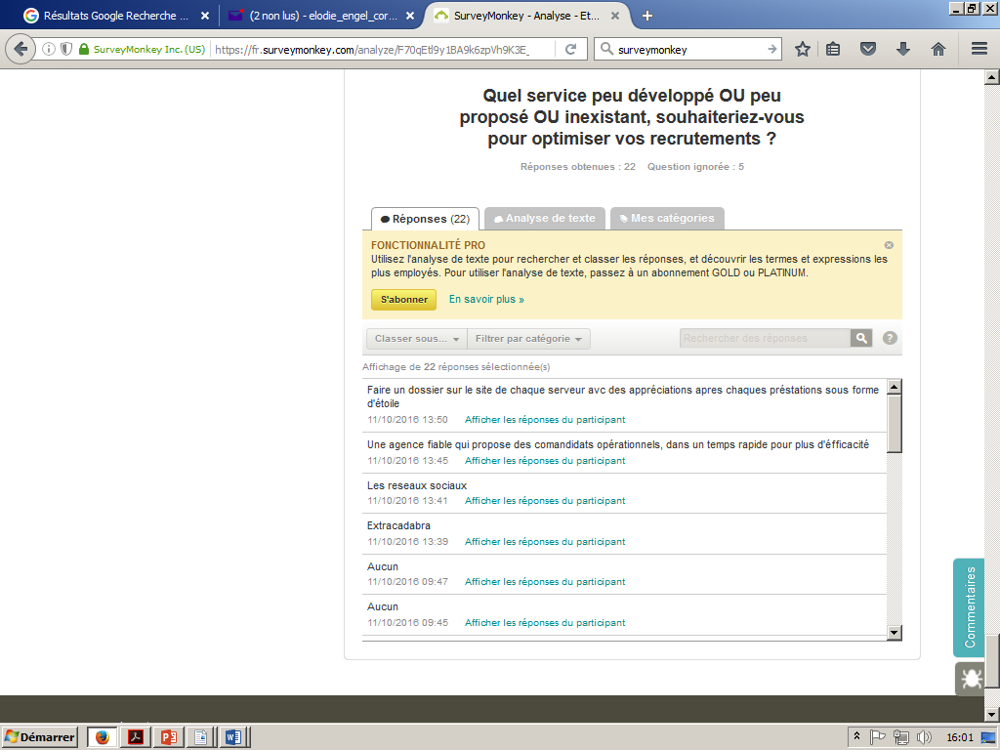 Résultats Google Recherche ...
(2 non lus) - elodie_engel_cor...
SurveyMonkey - Analyse - Et...
SurveyMonkey Inc. (US)
https://fr.surveymonkey.com/analyze/F70qEtl9y1BA9k6zpVh9K3E_
surveymonkey
Quel service peu développé OU peu
proposé OU inexistant, souhaiteriez-vous
pour optimiser vos recrutements ?
Réponses obtenues : 22 Question ignorée : 5
Réponses (22)
Analyse de texte
Mes catégories
FONCTIONNALITÉ PRO
Utilisez l'analyse de texte pour rechercher et classer les réponses, et découvrir les termes et expressions les
plus employés. Pour utiliser l'analyse de texte, passez à un abonnement GOLD ou PLATINUM.
S'abonner
En savoir plus »
Classer sous...
Filtrer par catégorie
Rechercher des réponses
?
Affichage de 22 réponses sélectionnée(s)
Faire un dossier sur le site de chaque serveur avc des appréciations apres chaques préstations sous forme
d'étoile
11/10/2016 13:50 Afficher les réponses du participant
Une agence fiable qui propose des comandidats opérationnels, dans un temps rapide pour plus d'éfficacité
11/10/2016 13:45 Afficher les réponses du participant
Les reseaux sociaux
11/10/2016 13:41 Afficher les réponses du participant
Extracadabra
11/10/2016 13:39 Afficher les réponses du participant
Aucun
11/10/2016 09:47 Afficher les réponses du participant
Aucun
11/10/2016 09:45 Afficher les réponses du participant
Commentaires
Démarrer
16:01